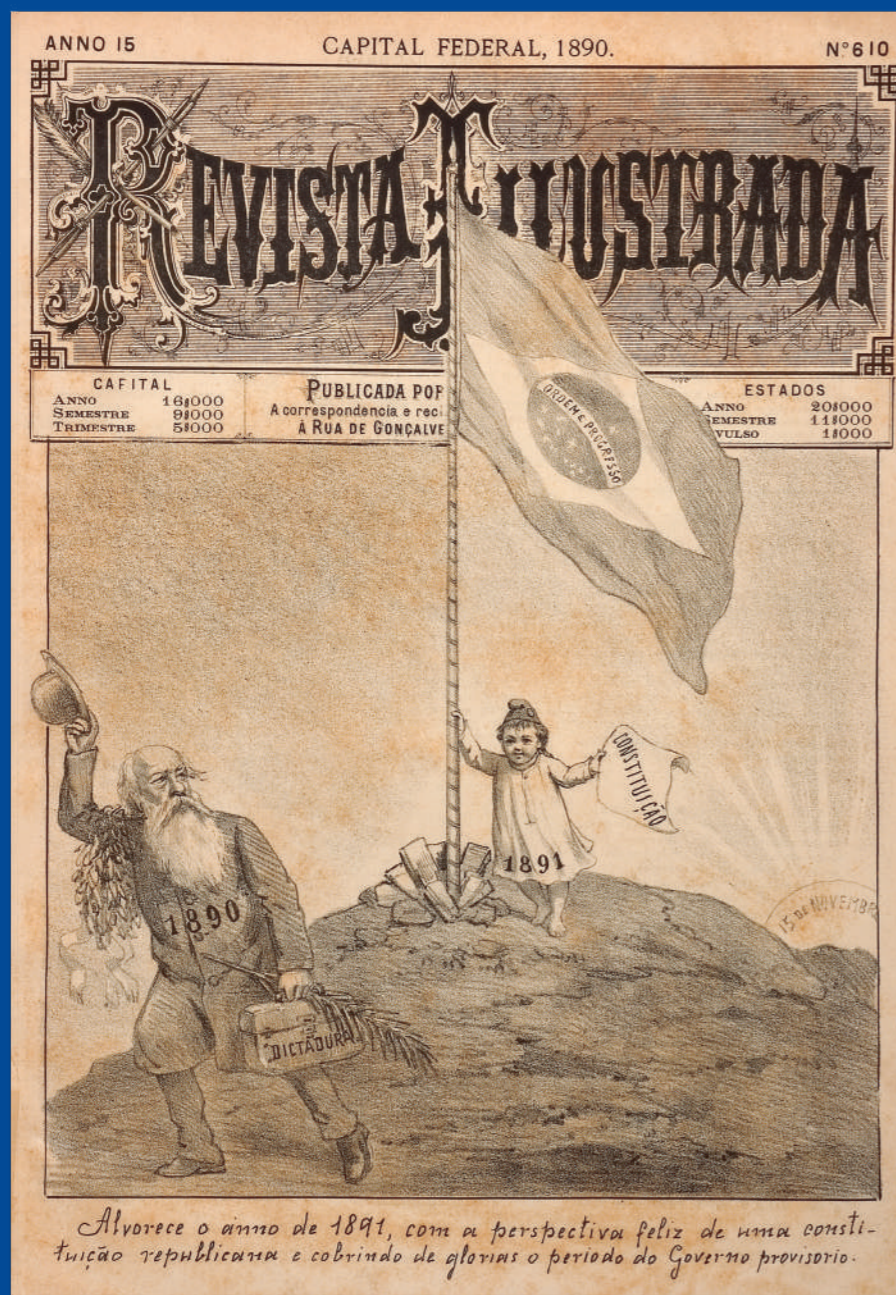 ANNO 15
CAPITAL FEDERAL, 1890.
Nº 610
REVISTA ILLUSTRADA
CAPITAL
ANNO 16$000
SEMESTRE 9$000
TRIMESTRE 5$000
PUBLICADA POR
A correspondencia e recl
À RUA DE GONÇALVE
ESTADOS
ANNO 20$000
SEMESTRE 11$000
AVULSO 1$000
ORDEM E PROGRESSO
CONSTITUIÇÃO
1891
15 DE NOVEMBR
1890
DICTADURA
Alvorece o anno de 1891, com a perspectiva feliz de uma consti-
tuição republicana e cobrindo de glorias o periodo do Governo provisorio.